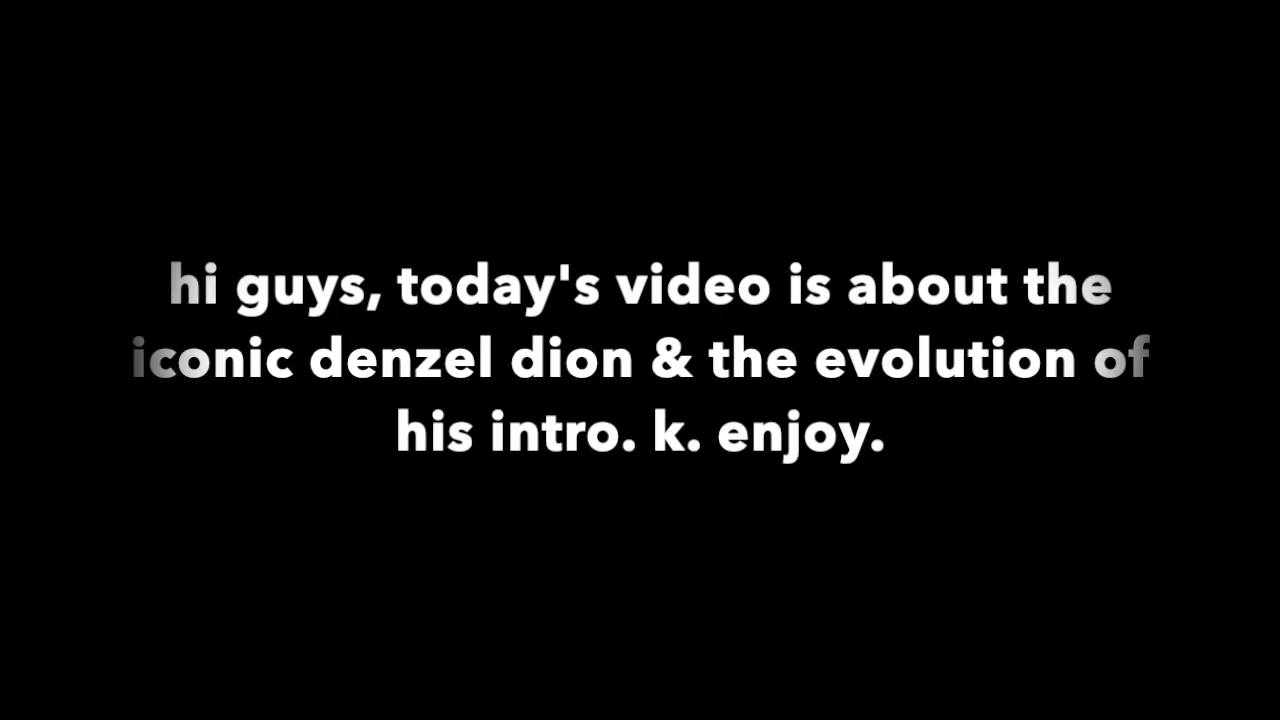 hi guys, today's video is about the
iconic denzel dion & the evolution of
his intro. k. enjoy.